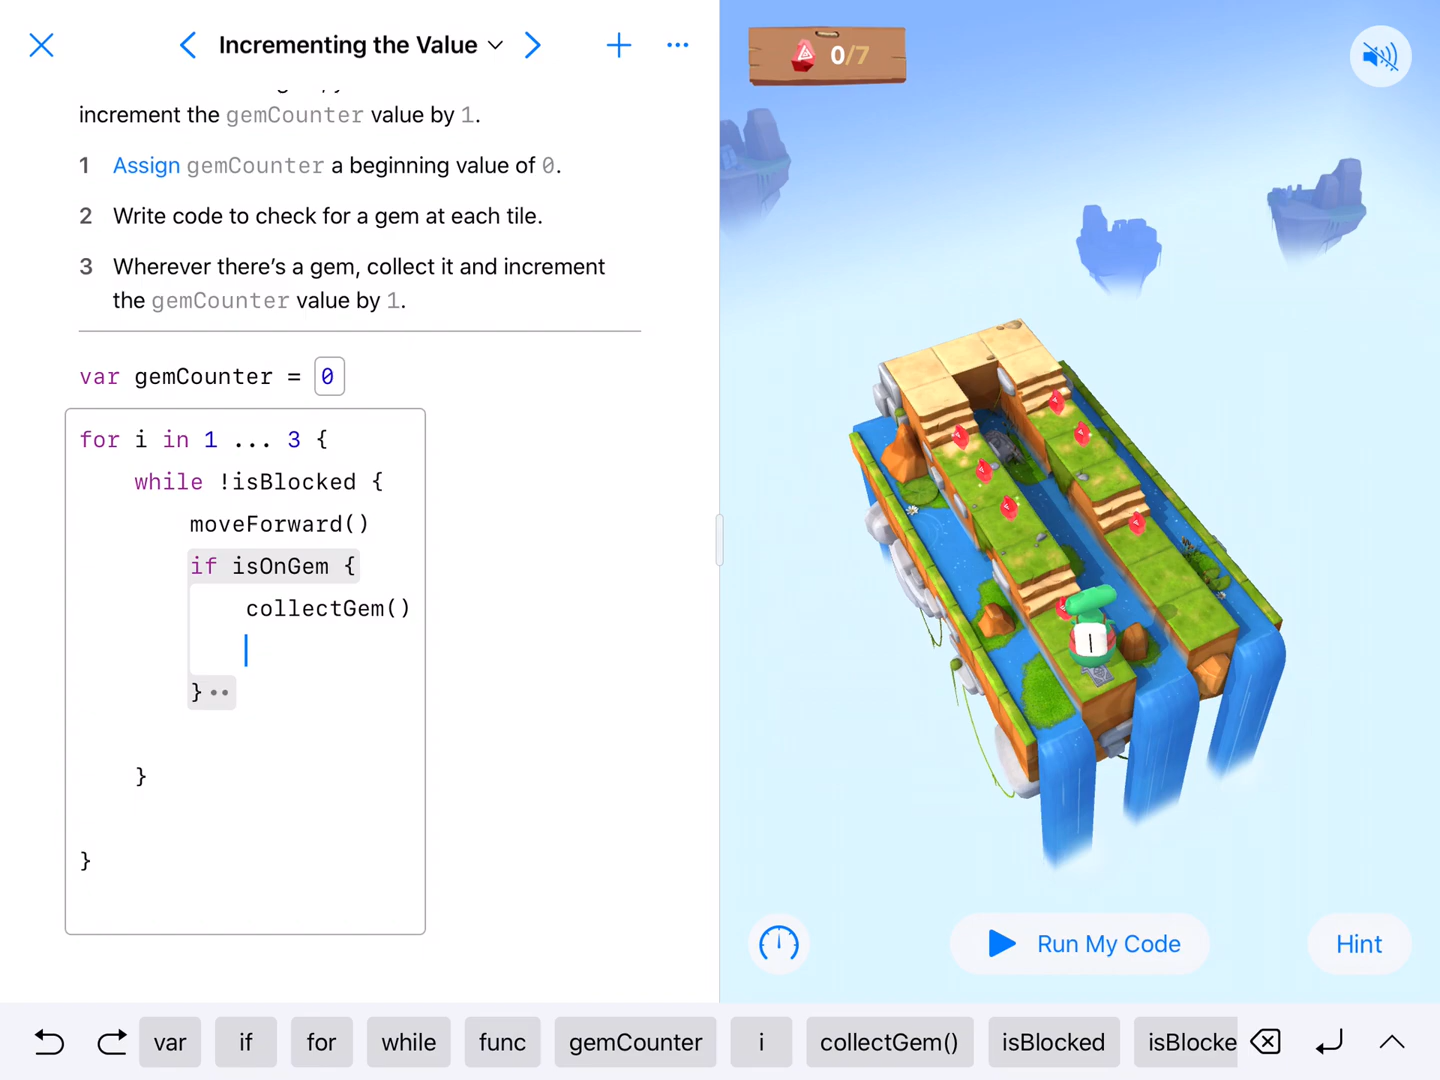 Incrementing the Value
increment the gemCounter value by 1.
1 Assign gemCounter a beginning value of 0.
2 Write code to check for a gem at each tile.
3 Wherever there’s a gem, collect it and increment
the gemCounter value by 1.
var gemCounter = 0
for i in 1 ... 3 {
while !isBlocked {
moveForward()
if isOnGem {
collectGem()
}
}
}
0/7
Run My Code
Hint
var if for while func gemCounter i collectGem() isBlocked isBlocke